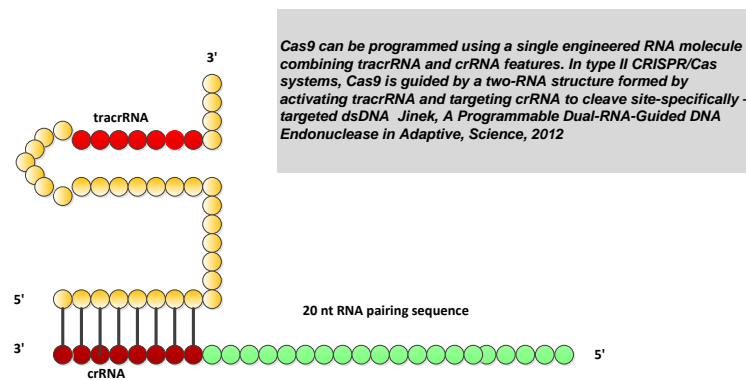 3'
Cas9 can be programmed using a single engineered RNA molecule
combining tracrRNA and crRNA features. In type II CRISPR/Cas
systems, Cas9 is guided by a two-RNA structure formed by
activating tracrRNA and targeting crRNA to cleave site-specifically -
targeted dsDNA Jinek, A Programmable Dual-RNA-Guided DNA
Endonuclease in Adaptive, Science, 2012
tracrRNA
5'
20 nt RNA pairing sequence
3'
5'
crRNA